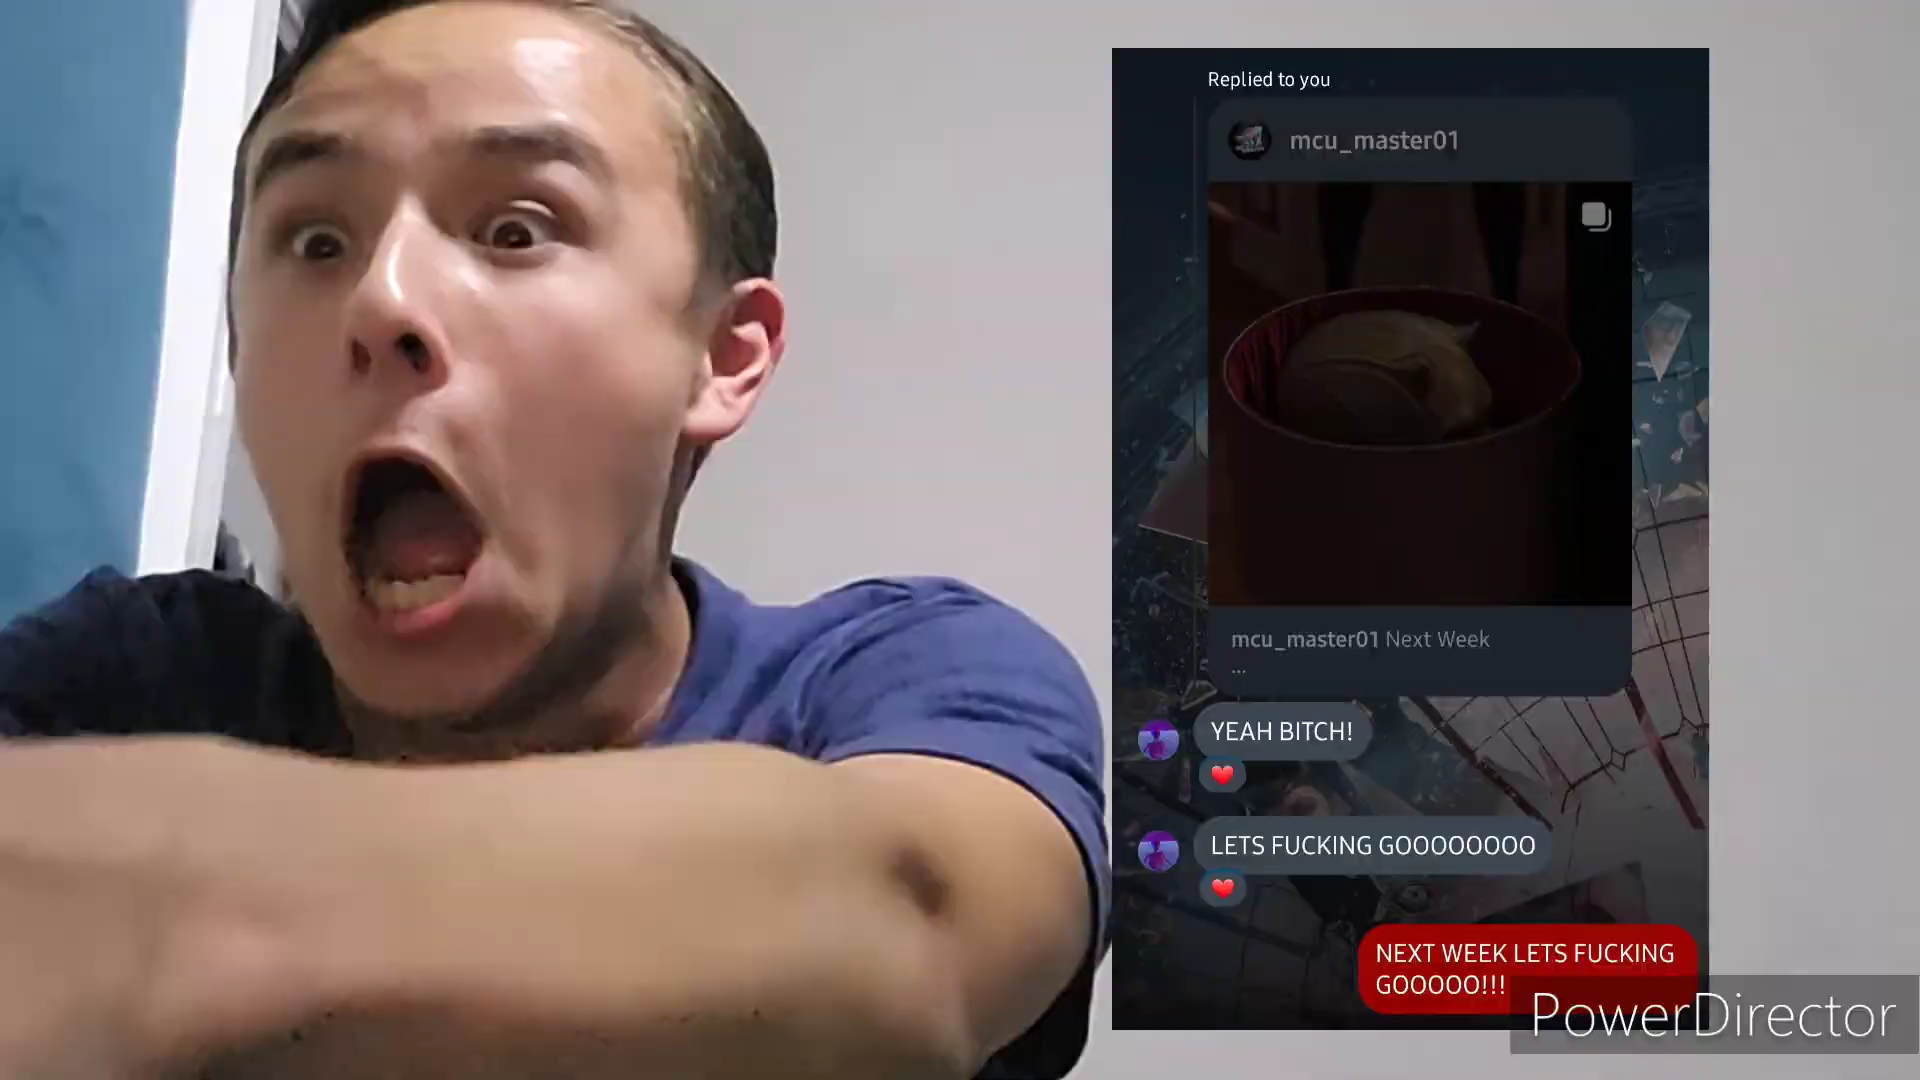 Replied to you
mcu_master01
mcu_master01 Next Week
...
YEAH BITCH!
LETS FUCKING GOOOOOOOO
NEXT WEEK LETS FUCKING
GOOOOO!!!
PowerDirector